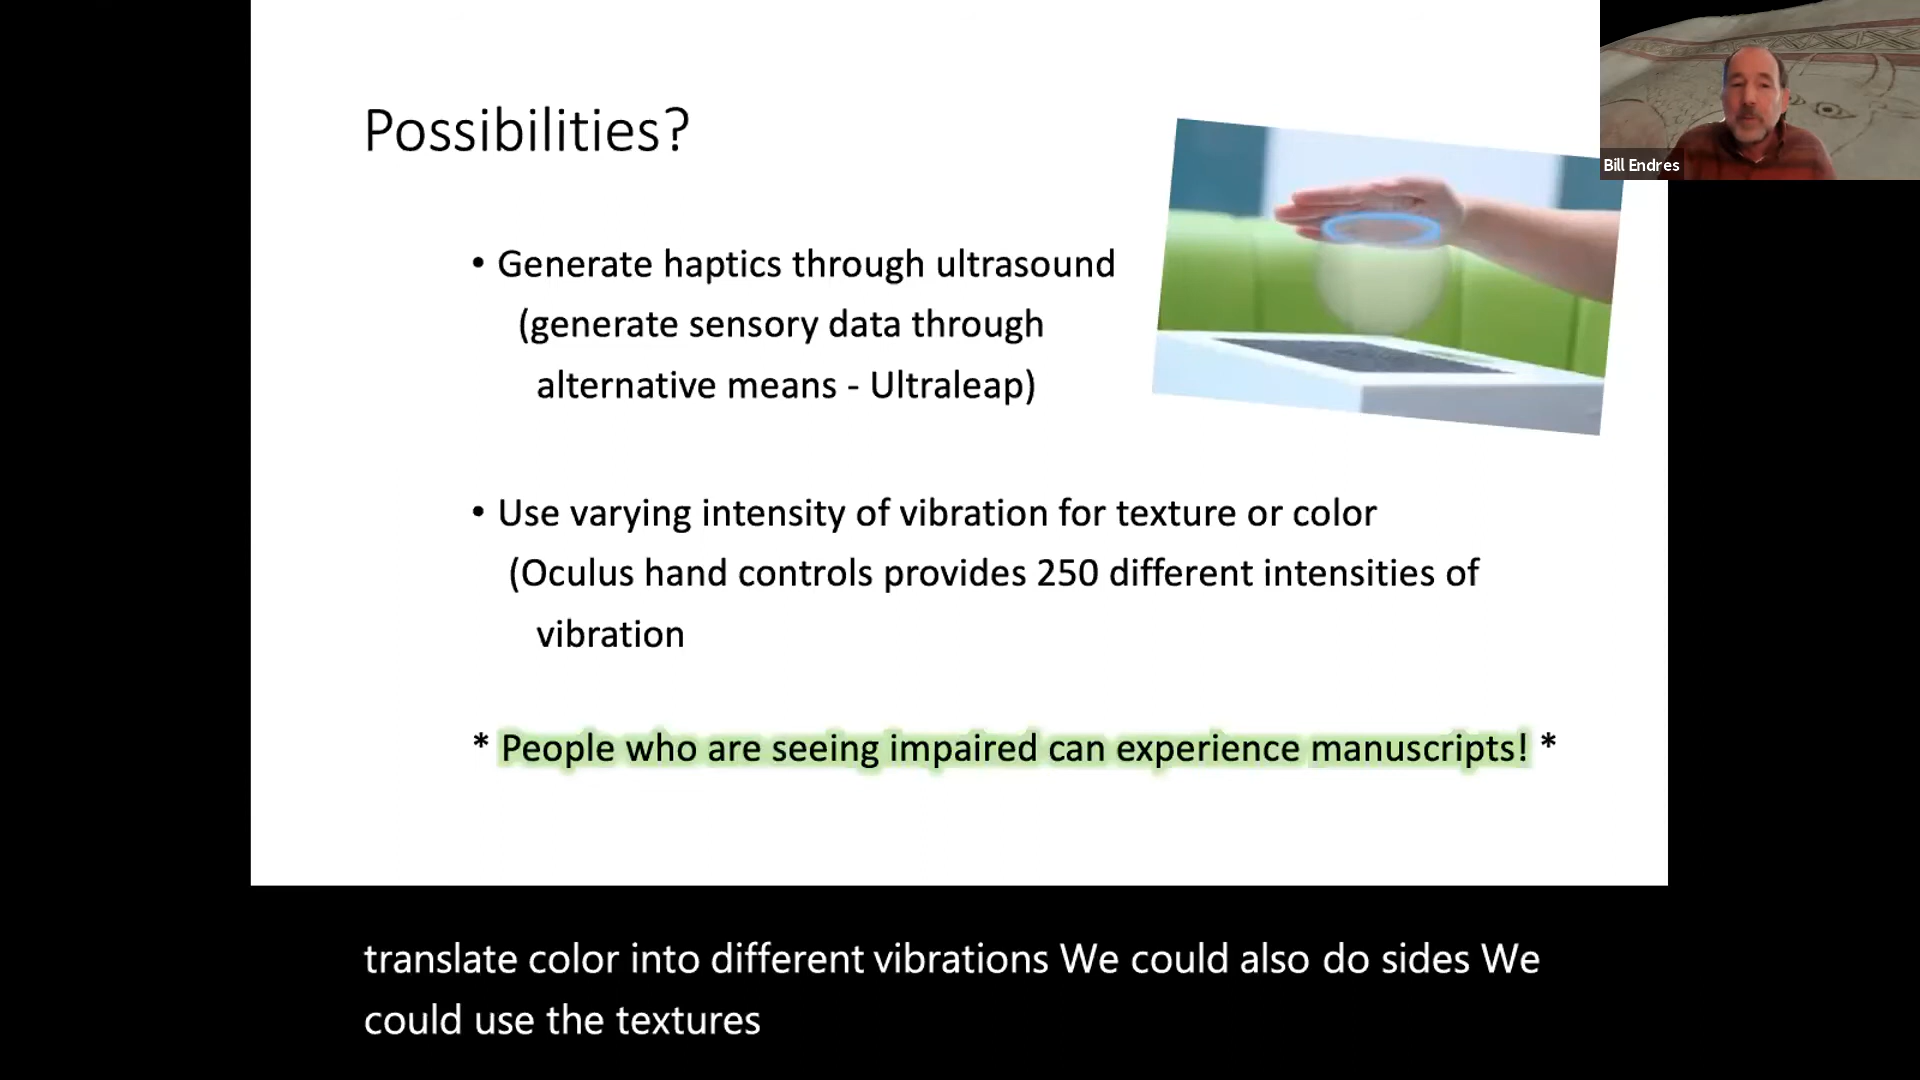 Possibilities?
Bill Endres
• Generate haptics through ultrasound
(generate sensory data through
alternative means - Ultraleap)
• Use varying intensity of vibration for texture or color
(Oculus hand controls provides 250 different intensities of
vibration
* People who are seeing impaired can experience manuscripts! *
translate color into different vibrations We could also do sides We
could use the textures